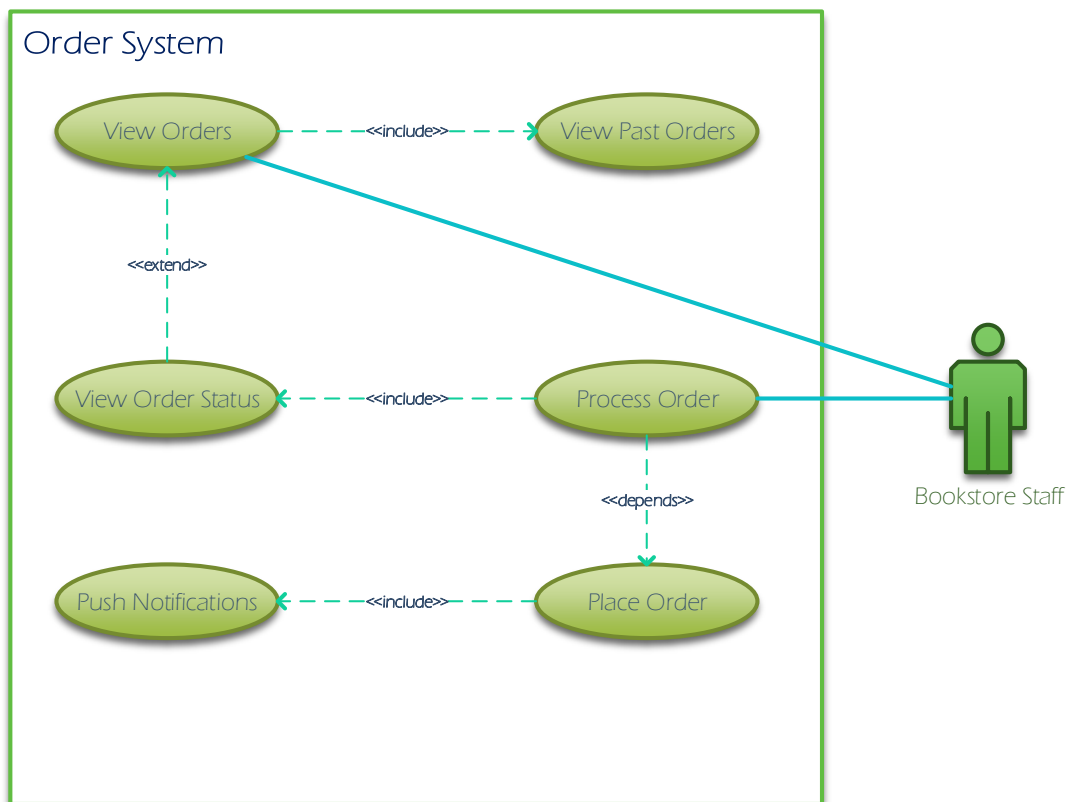 Order System
View Orders
<<include>>
View Past Orders
<<extend>>
View Order Status
<<include>>
Process Order
<<depends>>
Bookstore Staff
Push Notifications
<<include>>
Place Order